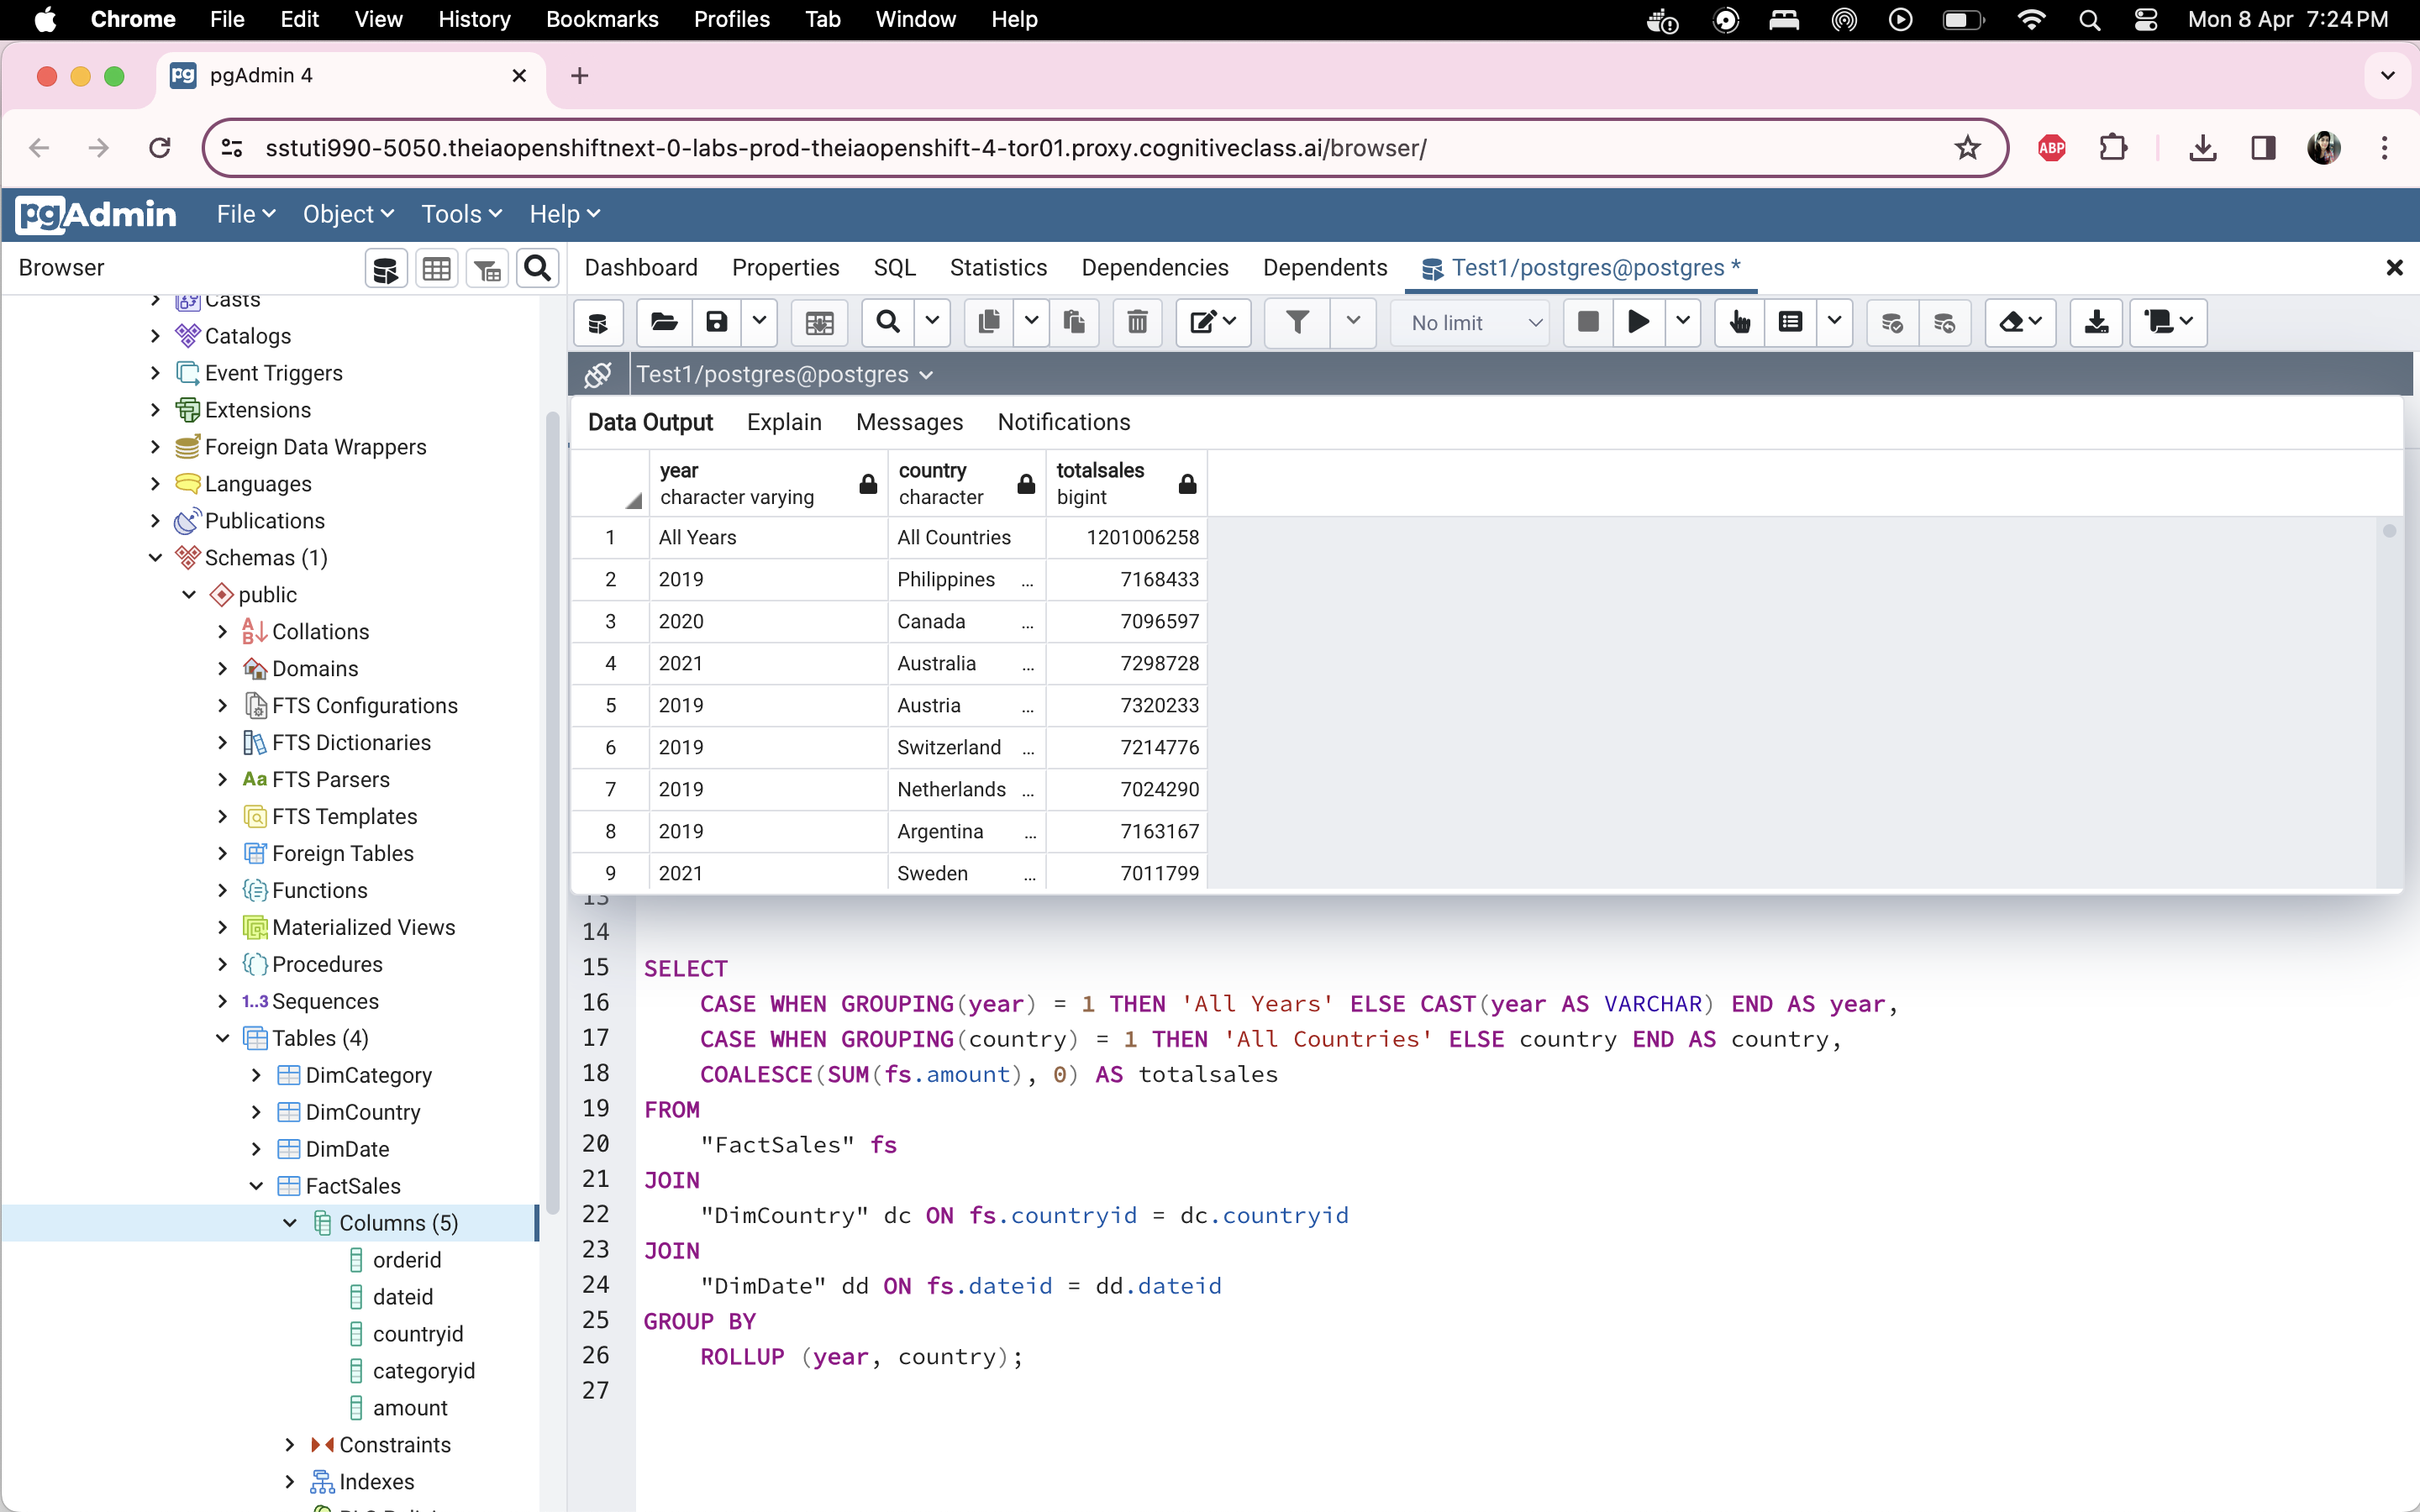 Chrome File Edit View History Bookmarks Profiles Tab Window Help Mon 8 Apr 7:24 PM
pg pgAdmin 4
sstuti990-5050.theiaopenshiftnext-0-labs-prod-theiaopenshift-4-tor01.proxy.cognitiveclass.ai/browser/ ABP
pgAdmin File Object Tools Help
Browser
Casts
Catalogs
Event Triggers
Extensions
Foreign Data Wrappers
Languages
Publications
Schemas (1)
public
Collations
Domains
FTS Configurations
FTS Dictionaries
Aa FTS Parsers
FTS Templates
Foreign Tables
Functions
Materialized Views
Procedures
1..3 Sequences
Tables (4)
DimCategory
DimCountry
DimDate
FactSales
Columns (5)
orderid
dateid
countryid
categoryid
amount
Constraints
Indexes
Dashboard Properties SQL Statistics Dependencies Dependents Test1/postgres@postgres *
No limit
Test1/postgres@postgres
Data Output Explain Messages Notifications
year country totalsales
character varying character bigint
1 All Years All Countries 1201006258
2 2019 Philippines ... 7168433
3 2020 Canada ... 7096597
4 2021 Australia ... 7298728
5 2019 Austria ... 7320233
6 2019 Switzerland ... 7214776
7 2019 Netherlands ... 7024290
8 2019 Argentina ... 7163167
9 2021 Sweden ... 7011799
13
14
15 SELECT
16 CASE WHEN GROUPING(year) = 1 THEN 'All Years' ELSE CAST(year AS VARCHAR) END AS year,
17 CASE WHEN GROUPING(country) = 1 THEN 'All Countries' ELSE country END AS country,
18 COALESCE(SUM(fs.amount), 0) AS totalsales
19 FROM
20 "FactSales" fs
21 JOIN
22 "DimCountry" dc ON fs.countryid = dc.countryid
23 JOIN
24 "DimDate" dd ON fs.dateid = dd.dateid
25 GROUP BY
26 ROLLUP (year, country);
27